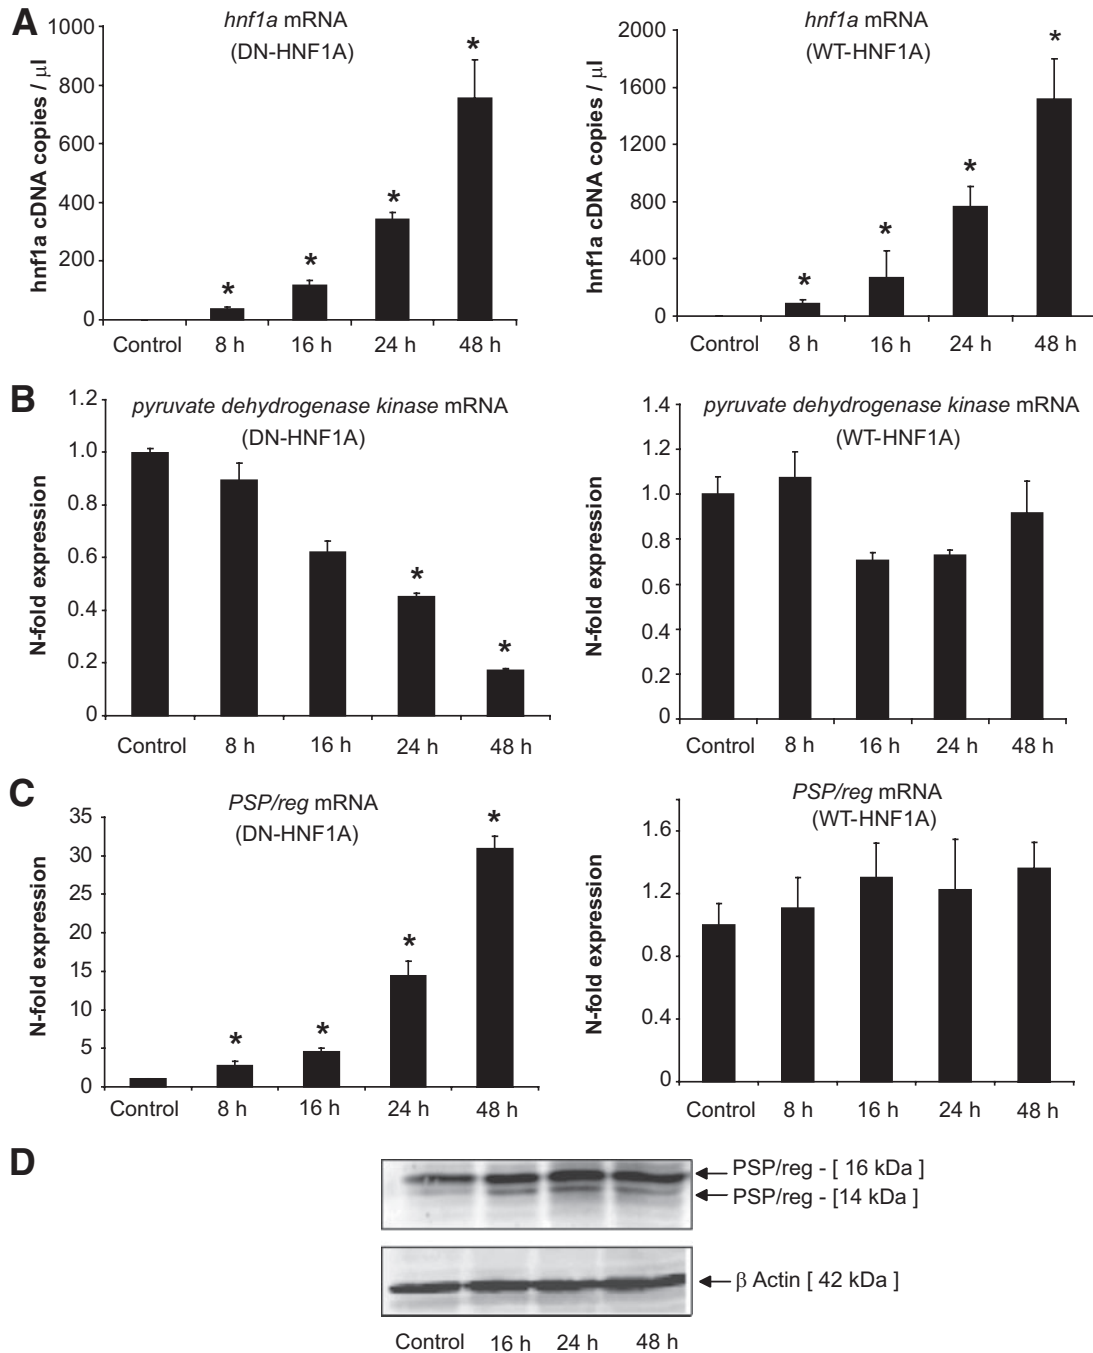 A
hnf1a mRNA
(DN-HNF1A)
hnf1a cDNA copies / μl
1000
800
600
400
200
0
*
*
*
*
Control 8 h 16 h 24 h 48 h
hnf1a mRNA
(WT-HNF1A)
hnf1a cDNA copies / μl
2000
1600
1200
800
400
0
*
*
*
*
Control 8 h 16 h 24 h 48 h
B
pyruvate dehydrogenase kinase mRNA
(DN-HNF1A)
N-fold expression
1.2
1.0
0.8
0.6
0.4
0.2
0
*
*
Control 8 h 16 h 24 h 48 h
pyruvate dehydrogenase kinase mRNA
(WT-HNF1A)
N-fold expression
1.4
1.2
1.0
0.8
0.6
0.4
0.2
0
Control 8 h 16 h 24 h 48 h
C
PSP/reg mRNA
(DN-HNF1A)
N-fold expression
35
30
25
20
15
10
5
0
*
*
*
*
Control 8 h 16 h 24 h 48 h
PSP/reg mRNA
(WT-HNF1A)
N-fold expression
1.6
1.2
0.8
0.4
0
Control 8 h 16 h 24 h 48 h
D
PSP/reg - [ 16 kDa ]
PSP/reg - [14 kDa ]
β Actin [ 42 kDa ]
Control 16 h 24 h 48 h